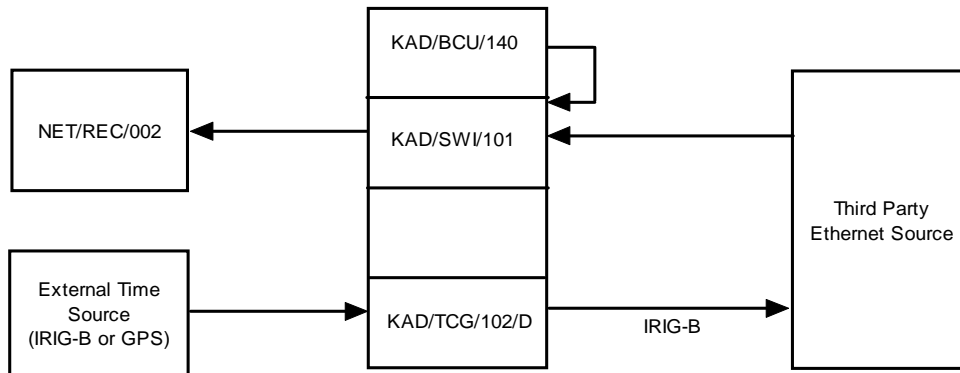 KAD/BCU/140
NET/REC/002
KAD/SWI/101
Third Party
Ethernet Source
External Time
Source
(IRIG-B or GPS)
KAD/TCG/102/D
IRIG-B